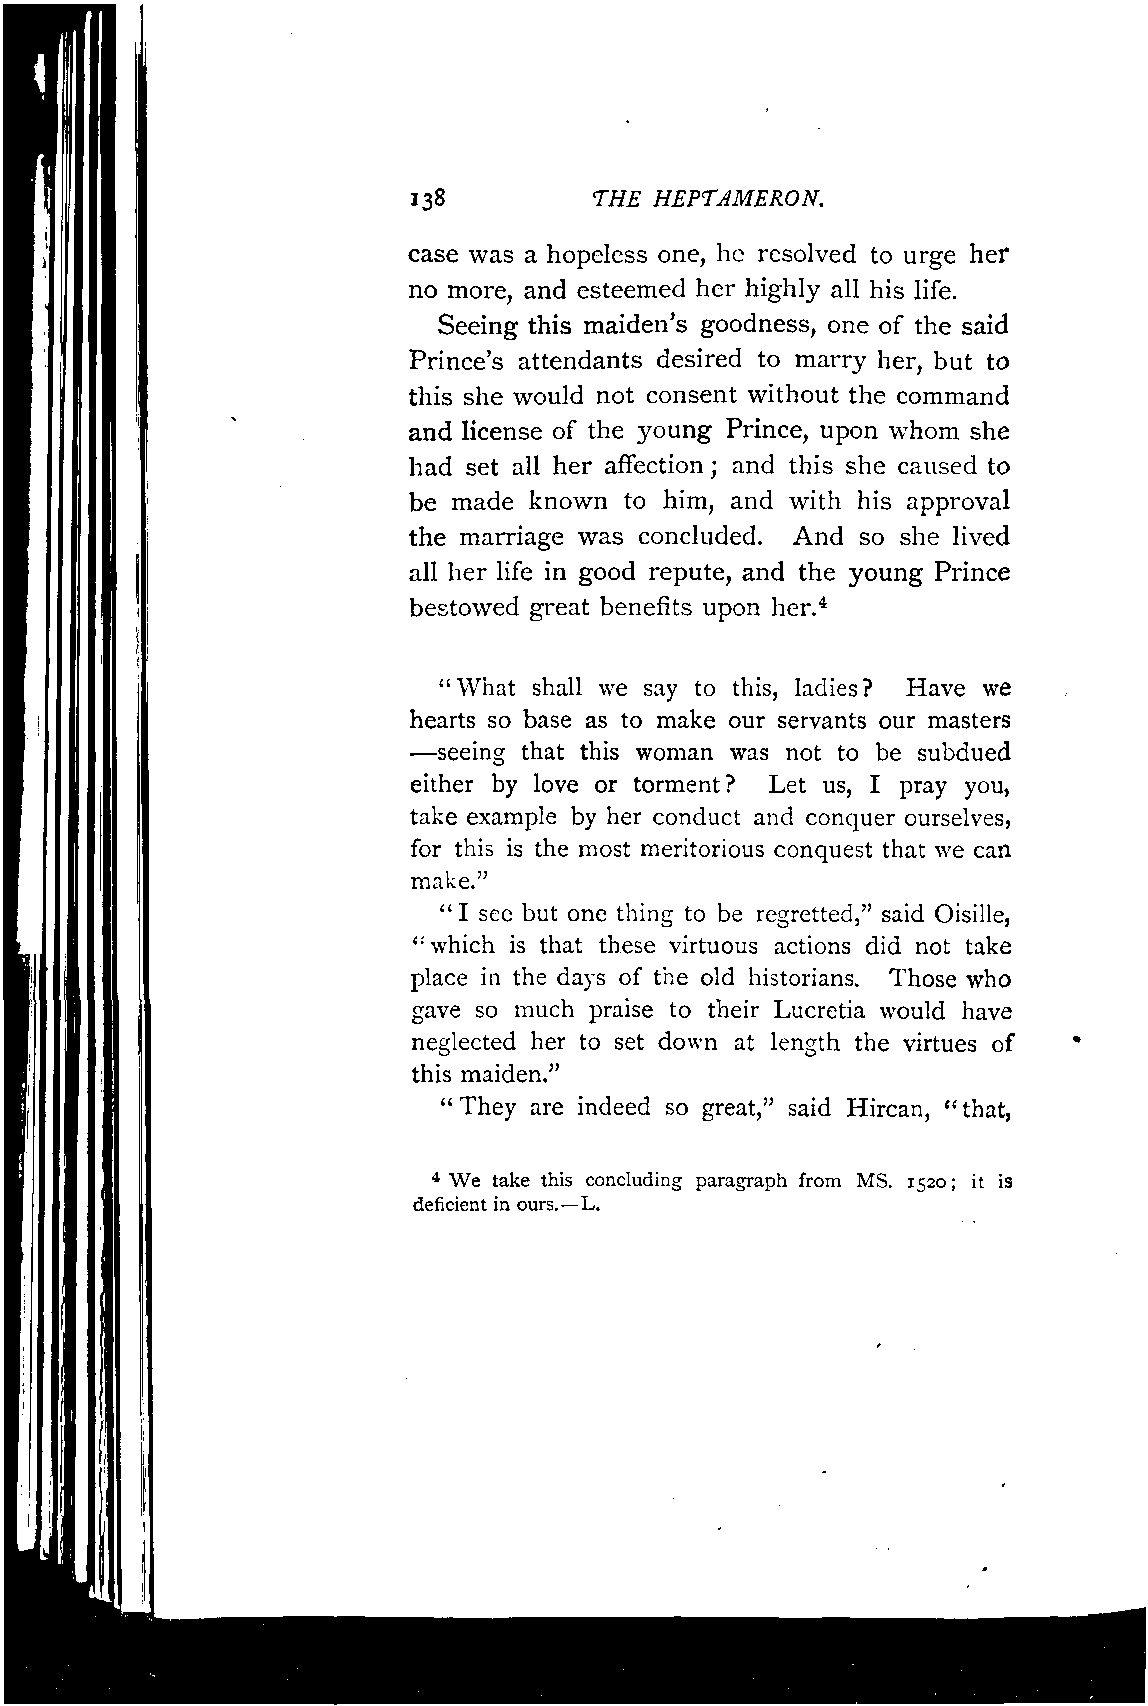 138 THE HEPTAMERON.
case was a hopeless one, he resolved to urge her
no more, and esteemed her highly all his life.
Seeing this maiden's goodness, one of the said
Prince's attendants desired to marry her, but to
this she would not consent without the command
and license of the young Prince, upon whom she
had set all her affection; and this she caused to
be made known to him, and with his approval
the marriage was concluded. And so she lived
all her life in good repute, and the young Prince
bestowed great benefits upon her.⁴
"What shall we say to this, ladies? Have we
hearts so base as to make our servants our masters
—seeing that this woman was not to be subdued
either by love or torment? Let us, I pray you,
take example by her conduct and conquer ourselves,
for this is the most meritorious conquest that we can
make."
"I see but one thing to be regretted," said Oisille,
"which is that these virtuous actions did not take
place in the days of the old historians. Those who
gave so much praise to their Lucretia would have
neglected her to set down at length the virtues of
this maiden."
"They are indeed so great," said Hircan, "that,
⁴ We take this concluding paragraph from MS. 1520; it is
deficient in ours.—L.